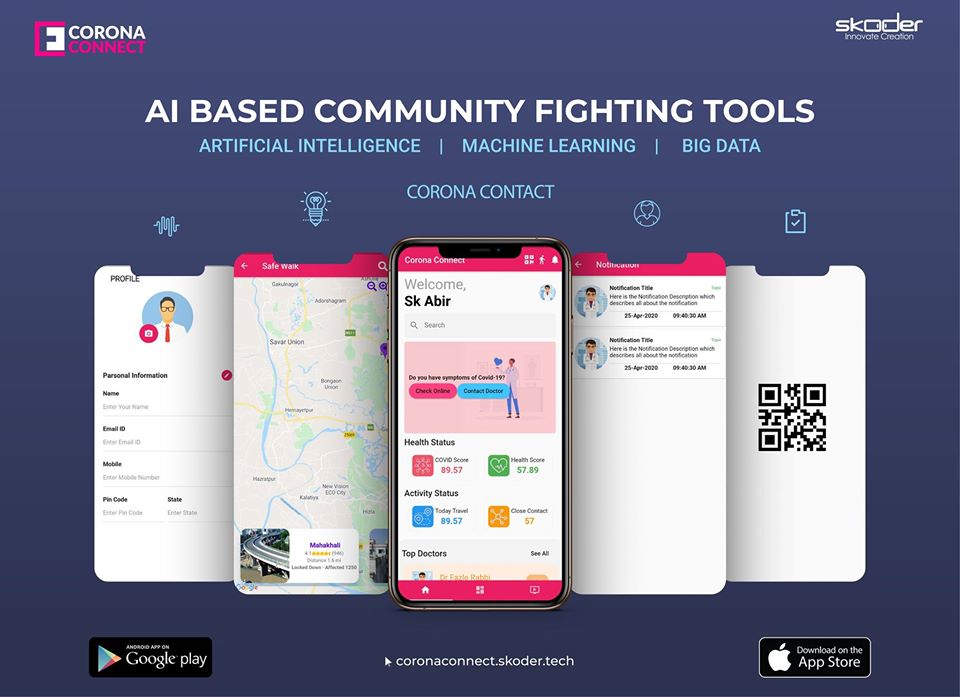 CORONA
CONNECT
skoder
Innovate Creation
AI BASED COMMUNITY FIGHTING TOOLS
ARTIFICIAL INTELLIGENCE | MACHINE LEARNING | BIG DATA
CORONA CONTACT
PROFILE
Parsonal Information
Name
Enter Your Name
Email ID
Enter Email ID
Mobile
Enter Mobile Number
Pin Code State
Enter Pin Code Enter State
Safe Walk
Gakulnagor
Adorshagram
N511
Savar Union
Bongaon
Union
Hemayetpur
Hazratpur
New Vision
ECO City
Kalatiya
Hizla
Mahakhali
4.1 (946)
Distance 1.5 mi
Locked Down - Affected 1250
Google
Corona Connect
Welcome,
Sk Abir
Search
Do you have symptoms of Covid-19?
Check Online Contact Doctor
Health Status
COVID Score
89.57
Health Score
57.89
Activity Status
Today Travel
89.57
Close Contact
57
Top Doctors See All
Dr Fazle Rabbi
Notification
Notification Title
Here is the Notification Description which
describes all about the notification
25-Apr-2020 09:40:30 AM
Notification Title
Here is the Notification Description which
describes all about the notification
25-Apr-2020 09:40:30 AM
ANDROID APP ON
Google play
coronaconnect.skoder.tech
Download on the
App Store